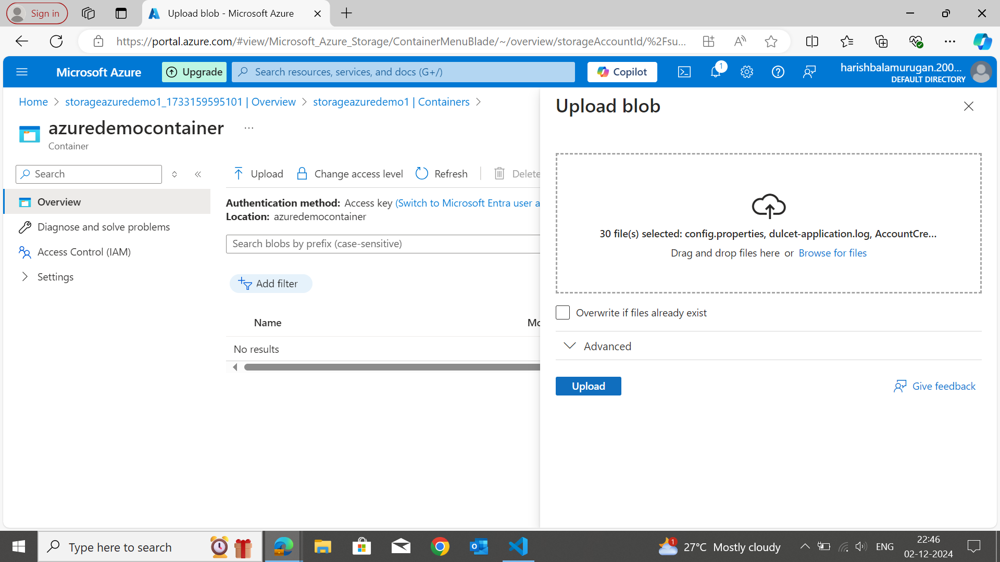 Sign in
Upload blob - Microsoft Azure
https://portal.azure.com/#view/Microsoft_Azure_Storage/ContainerMenuBlade/~/overview/storageAccountId/%2Fsu...
Microsoft Azure
Upgrade
Search resources, services, and docs (G+/)
Copilot
1
harishbalamurugan.200...
DEFAULT DIRECTORY
Home
storageazuredemo1_1733159595101 | Overview
storageazuredemo1 | Containers
azuredemocontainer
...
Container
Search
Overview
Diagnose and solve problems
Access Control (IAM)
Settings
Upload
Change access level
Refresh
Delete
Authentication method: Access key (Switch to Microsoft Entra user a
Location: azuredemocontainer
Search blobs by prefix (case-sensitive)
Add filter
Name
Mo
No results
Upload blob
30 file(s) selected: config.properties, dulcet-application.log, AccountCre...
Drag and drop files here or Browse for files
Overwrite if files already exist
Advanced
Upload
Give feedback
Type here to search
1
27°C Mostly cloudy
ENG
22:46
02-12-2024